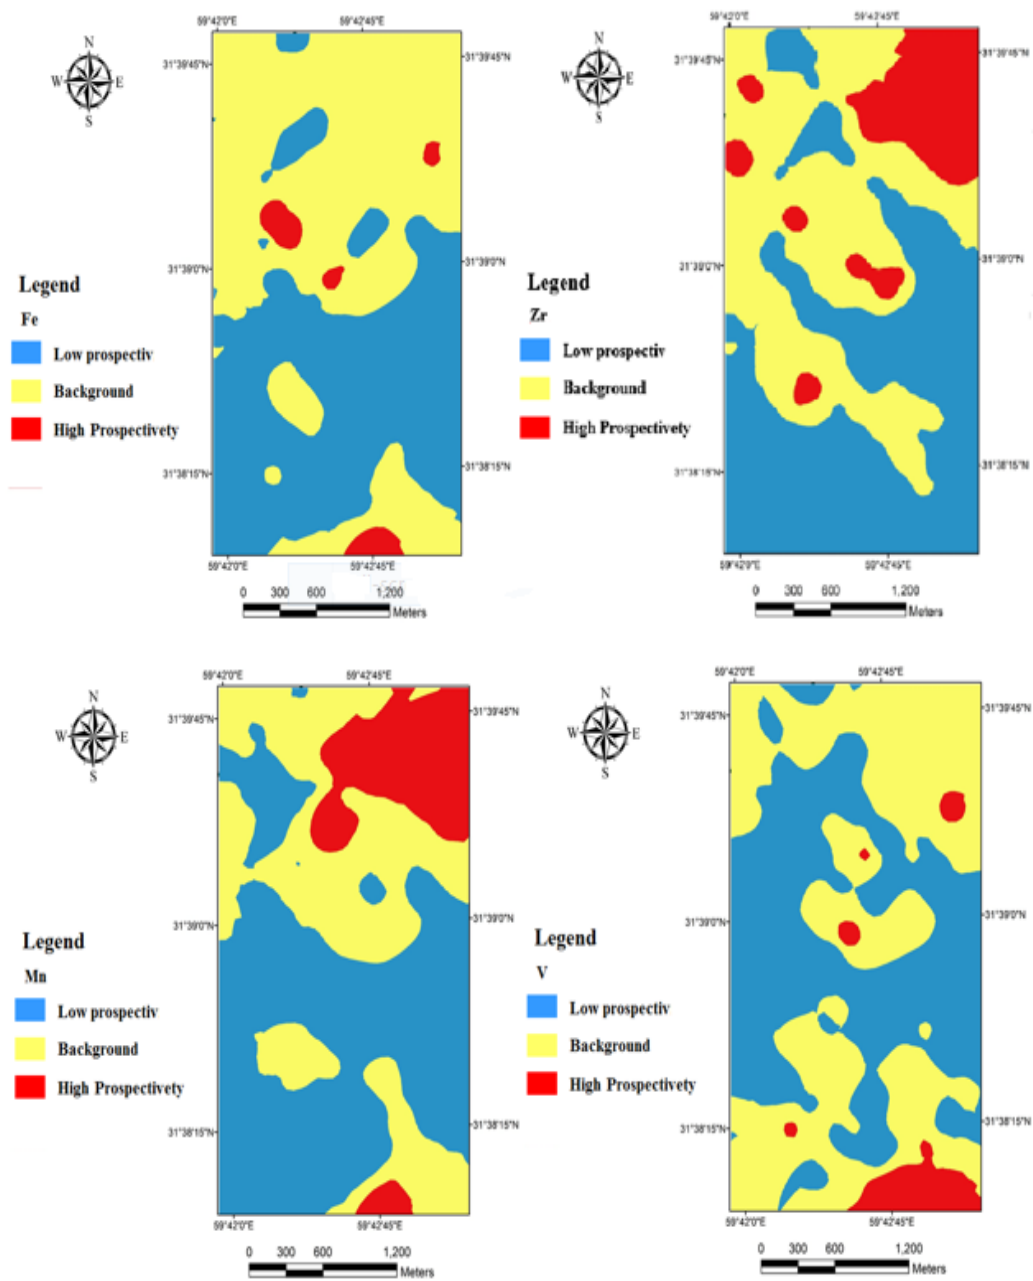 59°42'0"E 59°42'45"E
N
W E
S
31°39'45"N 31°39'45"N
31°39'0"N 31°39'0"N
Legend
Fe
Low prospectiv
Background
High Prospectivety
31°38'15"N 31°38'15"N
59°42'0"E 59°42'45"E
0 300 600 1,200
Meters
59°42'0"E 59°42'45"E
N
W E
S
31°39'45"N 31°39'45"N
31°39'0"N 31°39'0"N
Legend
Zr
Low prospectiv
Background
High Prospectivety
31°38'15"N 31°38'15"N
59°42'0"E 59°42'45"E
0 300 600 1,200
Meters
59°42'0"E 59°42'45"E
N
W E
S
31°39'45"N 31°39'45"N
31°39'0"N 31°39'0"N
Legend
Mn
Low prospectiv
Background
High Prospectivety
31°38'15"N 31°38'15"N
59°42'0"E 59°42'45"E
0 300 600 1,200
Meters
59°42'0"E 59°42'45"E
N
W E
S
31°39'45"N 31°39'45"N
31°39'0"N 31°39'0"N
Legend
V
Low prospectiv
Background
High Prospectivety
31°38'15"N 31°38'15"N
59°42'0"E 59°42'45"E
0 300 600 1,200
Meters